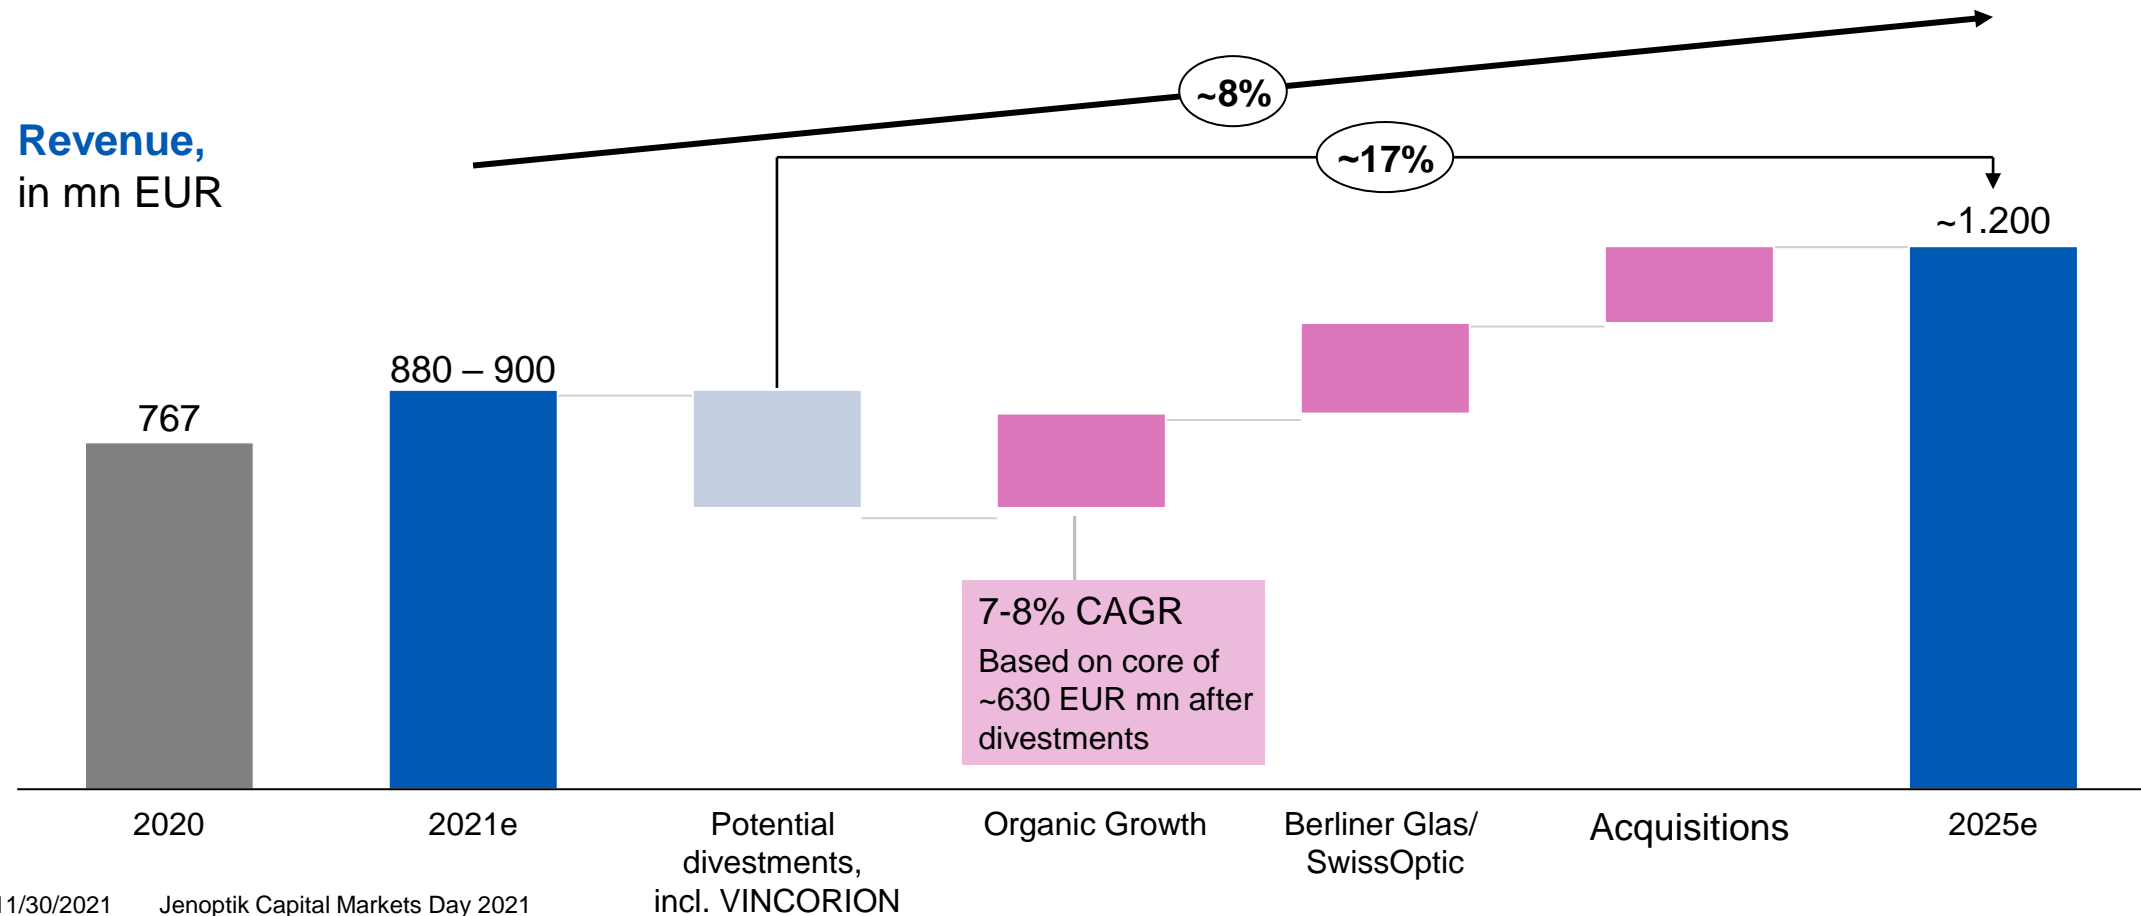 ~8%
Revenue,
in mn EUR
~17%
~1.200
880 – 900
767
7-8% CAGR
Based on core of
~630 EUR mn after
divestments
2020
2021e
Potential
divestments,
incl. VINCORION
Organic Growth
Berliner Glas/
SwissOptic
Acquisitions
2025e
11/30/2021
Jenoptik Capital Markets Day 2021